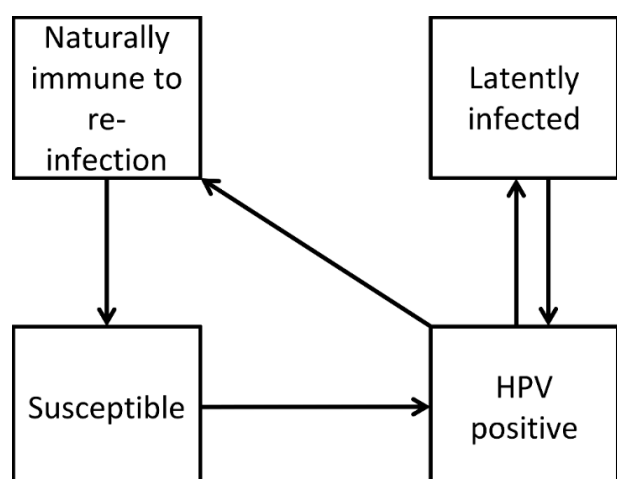 Naturally
immune to
re-
infection
Latently
infected
Susceptible
HPV
positive